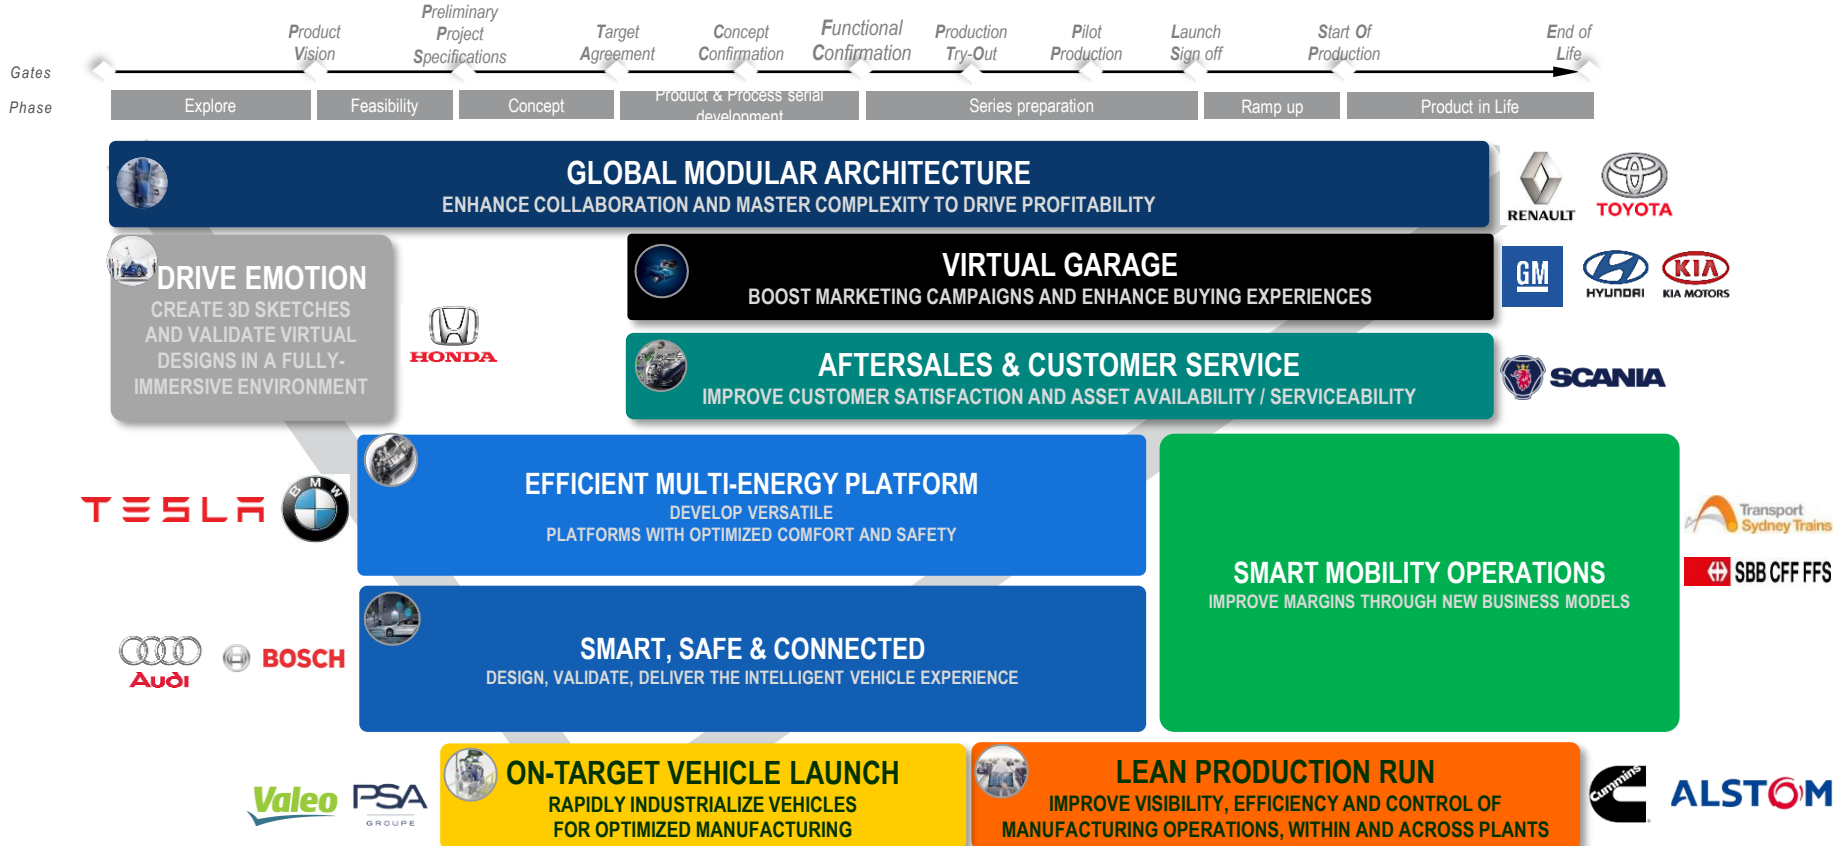 Product
Vision
Preliminary
Project
Specifications
Target
Agreement
Concept
Confirmation
Functional
Confirmation
Production
Try-Out
Pilot
Production
Launch
Sign off
Start Of
Production
End of
Life
Gates
Phase
Explore
Feasibility
Concept
Product & Process serial
development
Series preparation
Ramp up
Product in Life
GLOBAL MODULAR ARCHITECTURE
ENHANCE COLLABORATION AND MASTER COMPLEXITY TO DRIVE PROFITABILITY
RENAULT
TOYOTA
DRIVE EMOTION
CREATE 3D SKETCHES
AND VALIDATE VIRTUAL
DESIGNS IN A FULLY-
IMMERSIVE ENVIRONMENT
HONDA
VIRTUAL GARAGE
BOOST MARKETING CAMPAIGNS AND ENHANCE BUYING EXPERIENCES
GM
HYUNDAI
KIA
KIA MOTORS
AFTERSALES & CUSTOMER SERVICE
IMPROVE CUSTOMER SATISFACTION AND ASSET AVAILABILITY / SERVICEABILITY
SCANIA
TESLA
BMW
EFFICIENT MULTI-ENERGY PLATFORM
DEVELOP VERSATILE
PLATFORMS WITH OPTIMIZED COMFORT AND SAFETY
SMART MOBILITY OPERATIONS
IMPROVE MARGINS THROUGH NEW BUSINESS MODELS
Transport
Sydney Trains
SBB CFF FFS
Audi
BOSCH
SMART, SAFE & CONNECTED
DESIGN, VALIDATE, DELIVER THE INTELLIGENT VEHICLE EXPERIENCE
Valeo
PSA
GROUPE
ON-TARGET VEHICLE LAUNCH
RAPIDLY INDUSTRIALIZE VEHICLES
FOR OPTIMIZED MANUFACTURING
LEAN PRODUCTION RUN
IMPROVE VISIBILITY, EFFICIENCY AND CONTROL OF
MANUFACTURING OPERATIONS, WITHIN AND ACROSS PLANTS
Cummins
ALSTOM